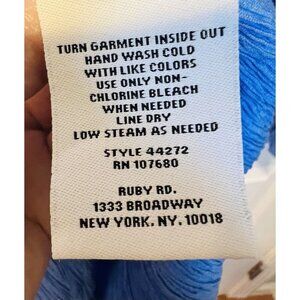 TURN GARMENT INSIDE OUT
HAND WASH COLD
WITH LIKE COLORS
USE ONLY NON-
CHLORINE BLEACH
WHEN NEEDED
LINE DRY
LOW STEAM AS NEEDED
STYLE 44272
RN 107680
RUBY RD.
1333 BROADWAY
NEW YORK, NY. 10018